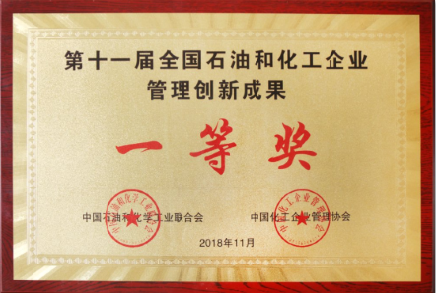 第十一届全国石油和化工企业
管理创新成果
一等奖
中国石油和化学工业联合会
中国化工企业管理协会
2018年11月